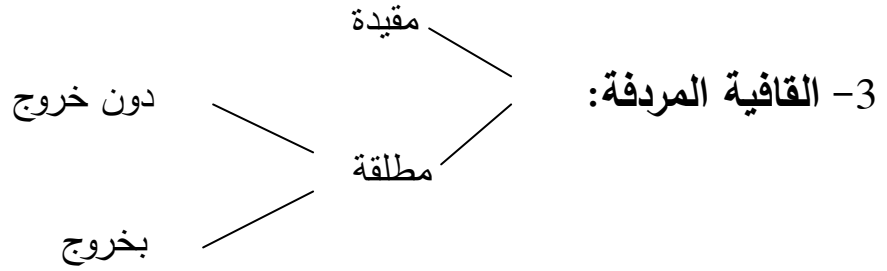 3- القافية المردفة:
مقيدة
مطلقة
دون خروج
بخروج